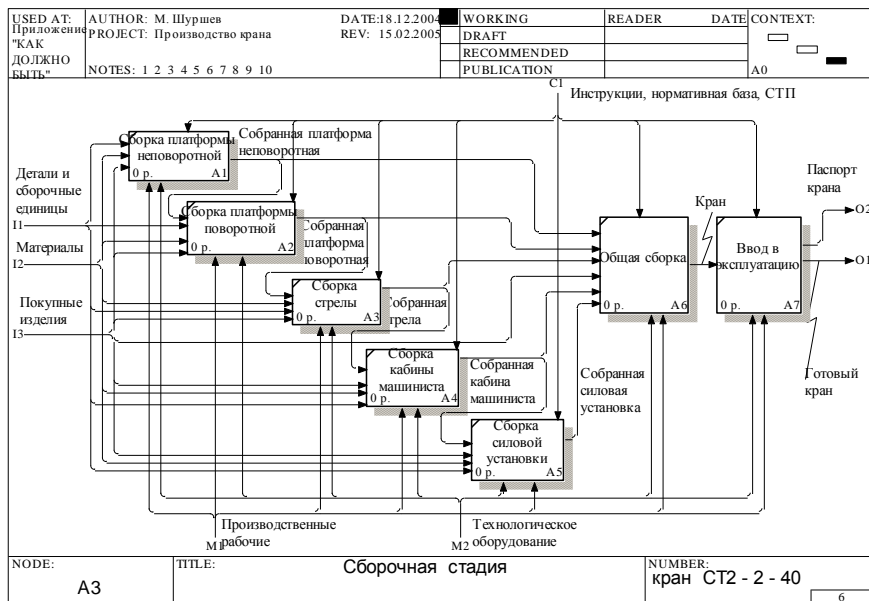 USED AT:
Приложение
"КАК
ДОЛЖНО
БЫТЬ"
AUTHOR: М. Шуршев
PROJECT: Производство крана
DATE:18.12.2004
REV: 15.02.2005
NOTES: 1 2 3 4 5 6 7 8 9 10
WORKING
DRAFT
RECOMMENDED
PUBLICATION
READER DATE
CONTEXT:
A0
C1
Инструкции, нормативная база, СТП
Сборка платформы
неповоротной
0 р. A1
Собранная платформа
неповоротная
Детали и
сборочные
единицы
I1
Материалы
I2
Покупные
изделия
I3
Сборка платформы
поворотной
0 р. A2
Собранная
платформа
поворотная
Сборка
стрелы
0 р. A3
Собранная
стрела
Сборка
кабины
машиниста
0 р. A4
Собранная
кабина
машиниста
Сборка
силовой
установки
0 р. A5
Собранная
силовая
установка
Общая сборка
0 р. A6
Кран
Ввод в
эксплуатацию
0 р. A7
Паспорт
крана
O2
O1
Готовый
кран
M1
Производственные
рабочие
M2
Технологическое
оборудование
NODE:
A3
TITLE:
Сборочная стадия
NUMBER:
кран СТ2 - 2 - 40
6